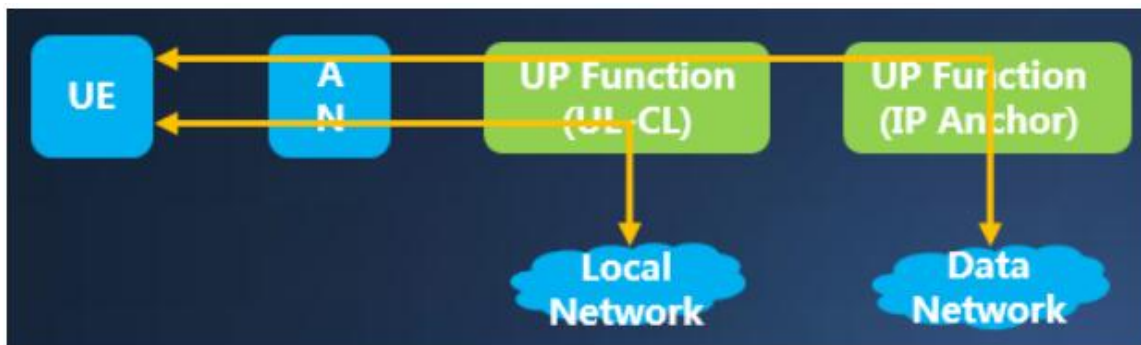 UE
A
N
UP Function
(UL-CL)
UP Function
(IP Anchor)
Local
Network
Data
Network